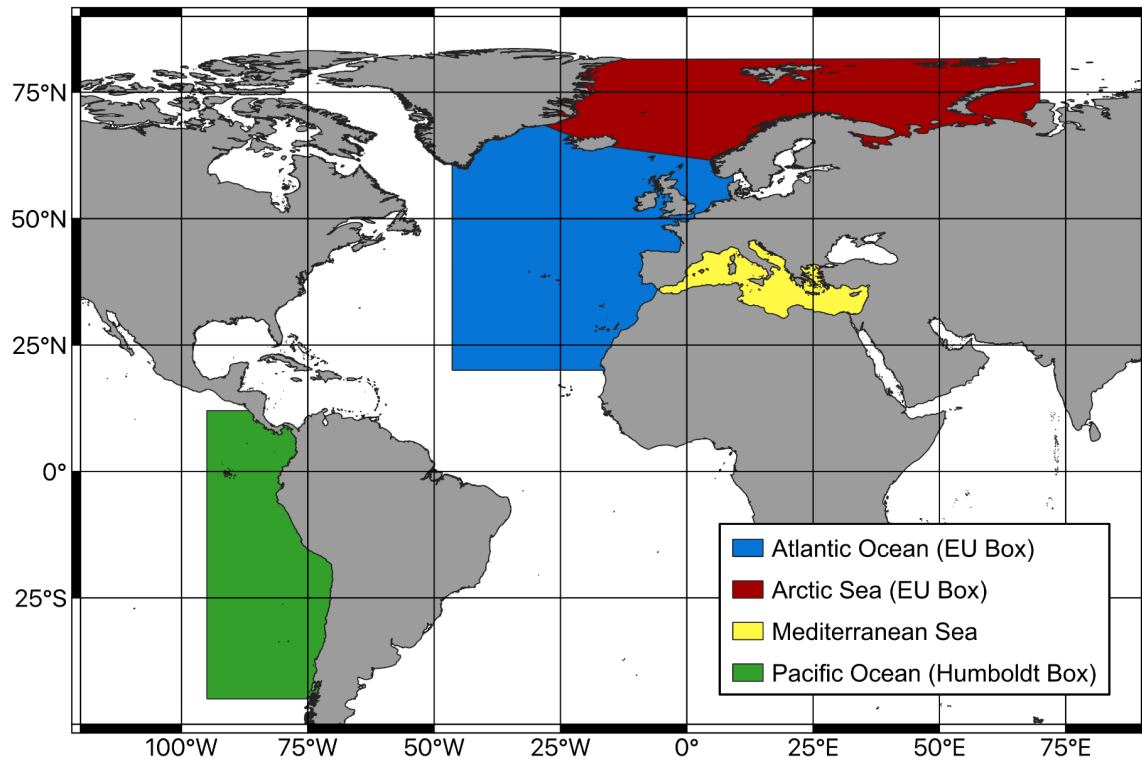 75°N
50°N
25°N
0°
25°S
Atlantic Ocean (EU Box)
Arctic Sea (EU Box)
Mediterranean Sea
Pacific Ocean (Humboldt Box)
100°W 75°W 50°W 25°W 0° 25°E 50°E 75°E